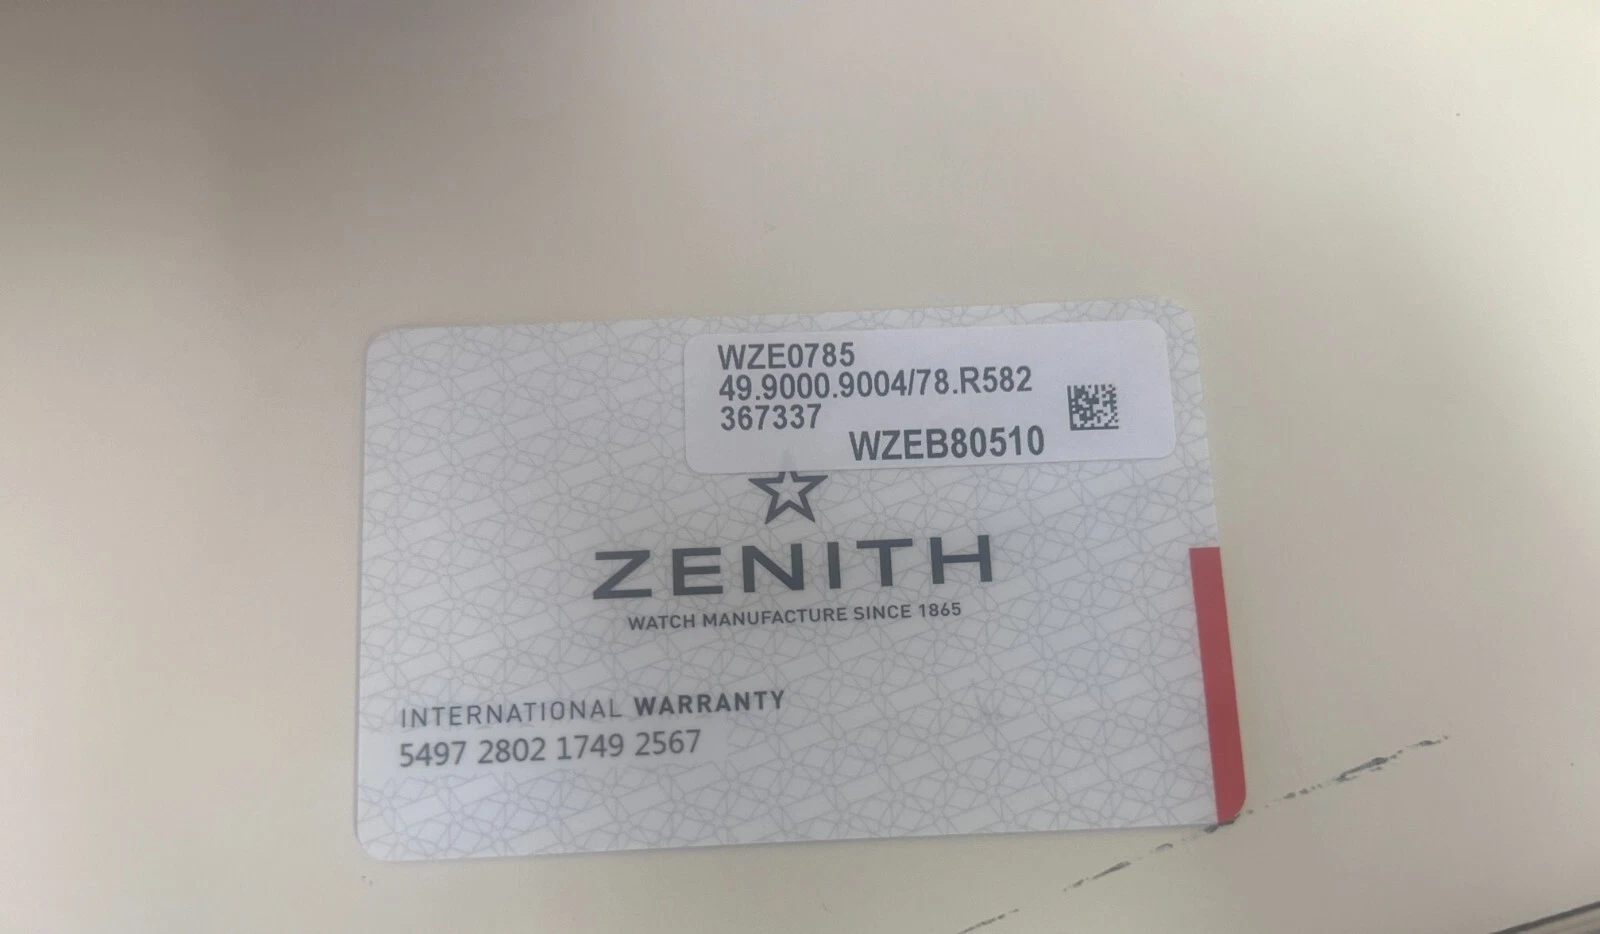 WZE0785
49.9000.9004/78.R582
367337
WZEB80510
ZENITH
WATCH MANUFACTURE SINCE 1865
INTERNATIONAL WARRANTY
5497 2802 1749 2567